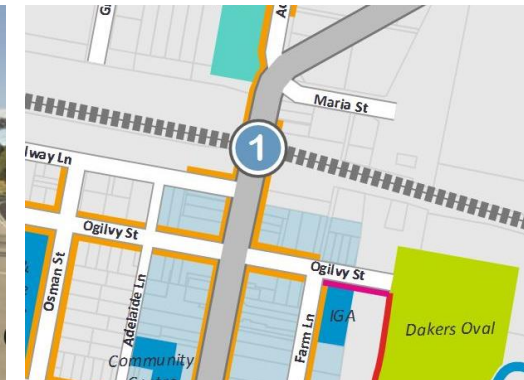 Maria St
1
lway Ln
Ogilvy St
Ogilvy St
Osman St
Adelaide Ln
Farm Ln
IGA
Dakers Oval
Community